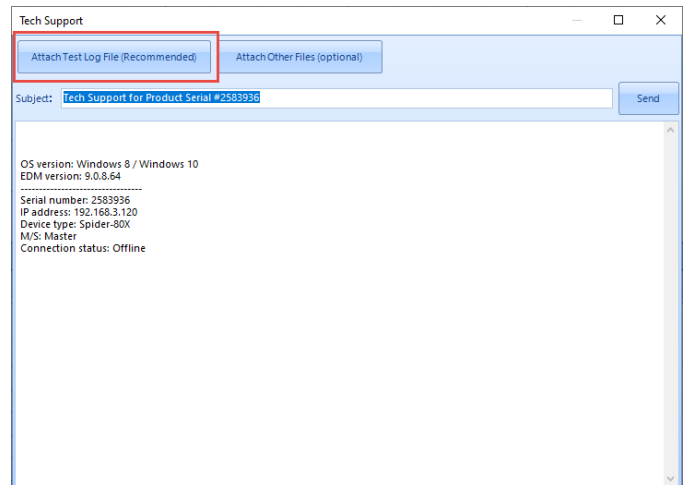 Tech Support
Attach Test Log File (Recommended) Attach Other Files (optional)
Subject: Tech Support for Product Serial #2583936 Send
OS version: Windows 8 / Windows 10
EDM version: 9.0.8.64
--------------------------------
Serial number: 2583936
IP address: 192.168.3.120
Device type: Spider-80X
M/S: Master
Connection status: Offline